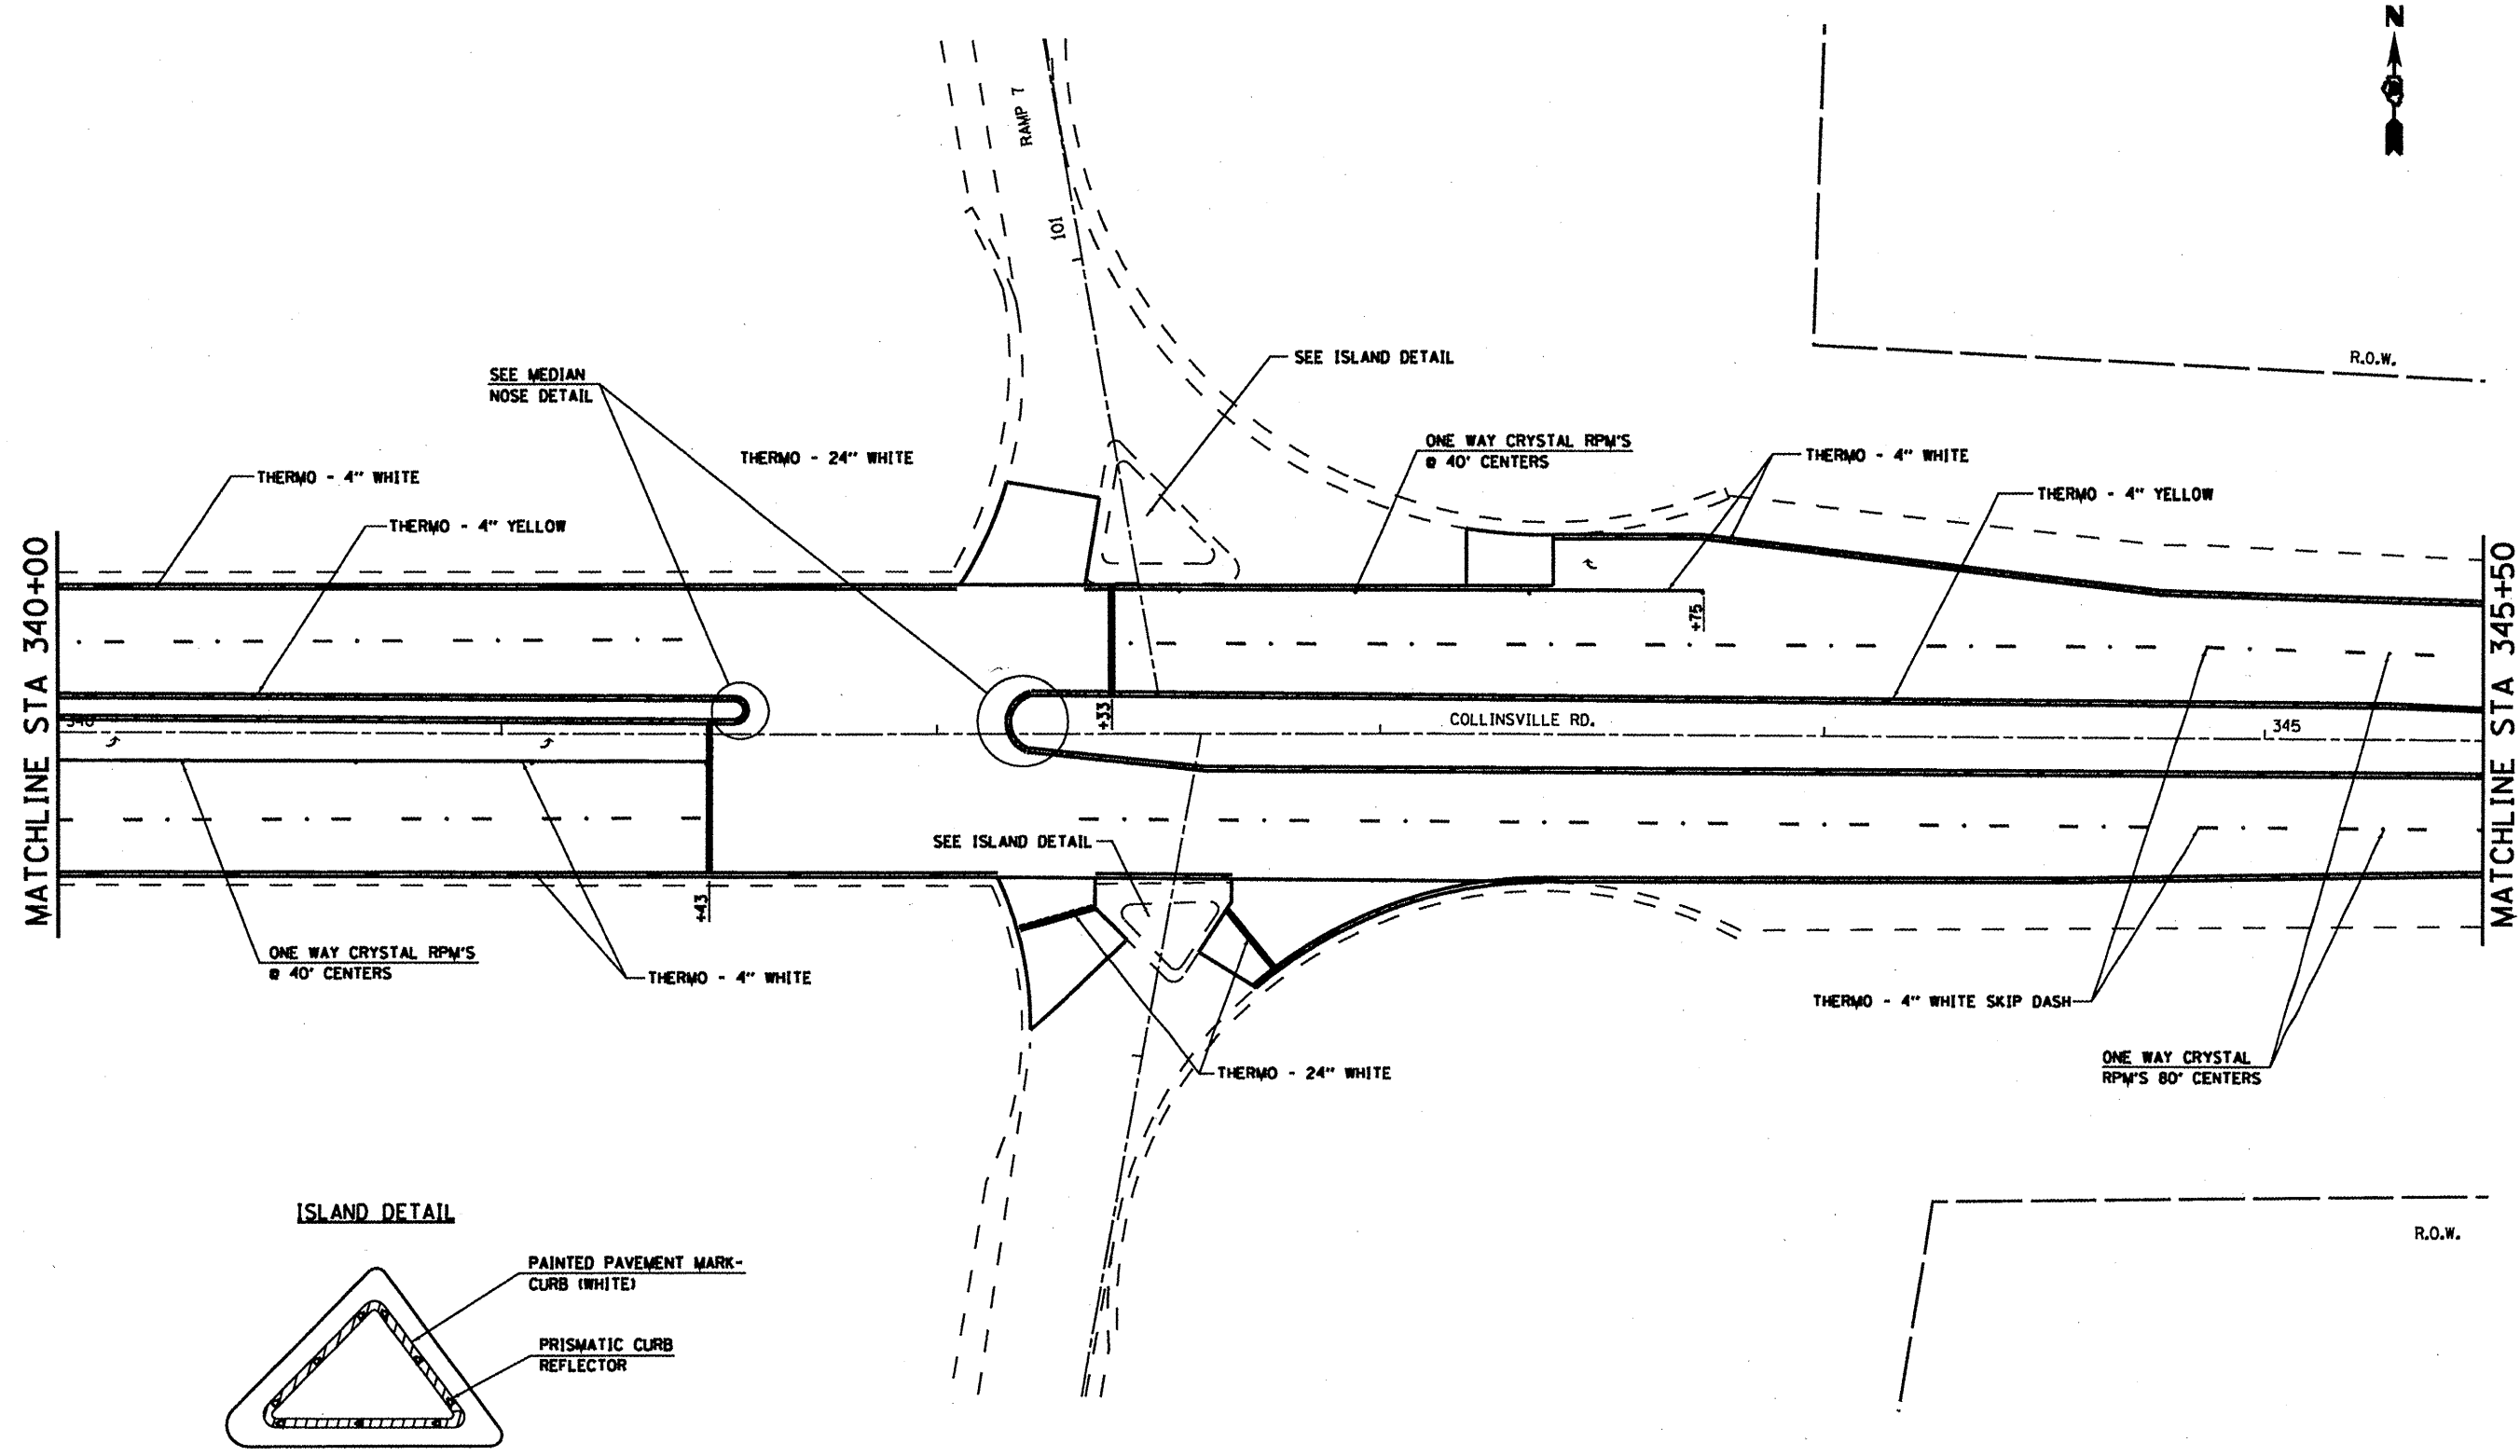 N
RAMP 7
101
SEE ISLAND DETAIL
R.O.W.
SEE MEDIAN
NOSE DETAIL
THERMO - 24" WHITE
ONE WAY CRYSTAL RPM'S
@ 40' CENTERS
THERMO - 4" WHITE
THERMO - 4" WHITE
THERMO - 4" YELLOW
THERMO - 4" YELLOW
MATCHLINE STA 340+00
MATCHLINE STA 345+50
+75
340
+33
COLLINSVILLE RD.
345
SEE ISLAND DETAIL
+43
ONE WAY CRYSTAL RPM'S
@ 40' CENTERS
THERMO - 4" WHITE
THERMO - 4" WHITE SKIP DASH
ONE WAY CRYSTAL
RPM'S 80' CENTERS
THERMO - 24" WHITE
ISLAND DETAIL
R.O.W.
PAINTED PAVEMENT MARK-
CURB (WHITE)
PRISMATIC CURB
REFLECTOR